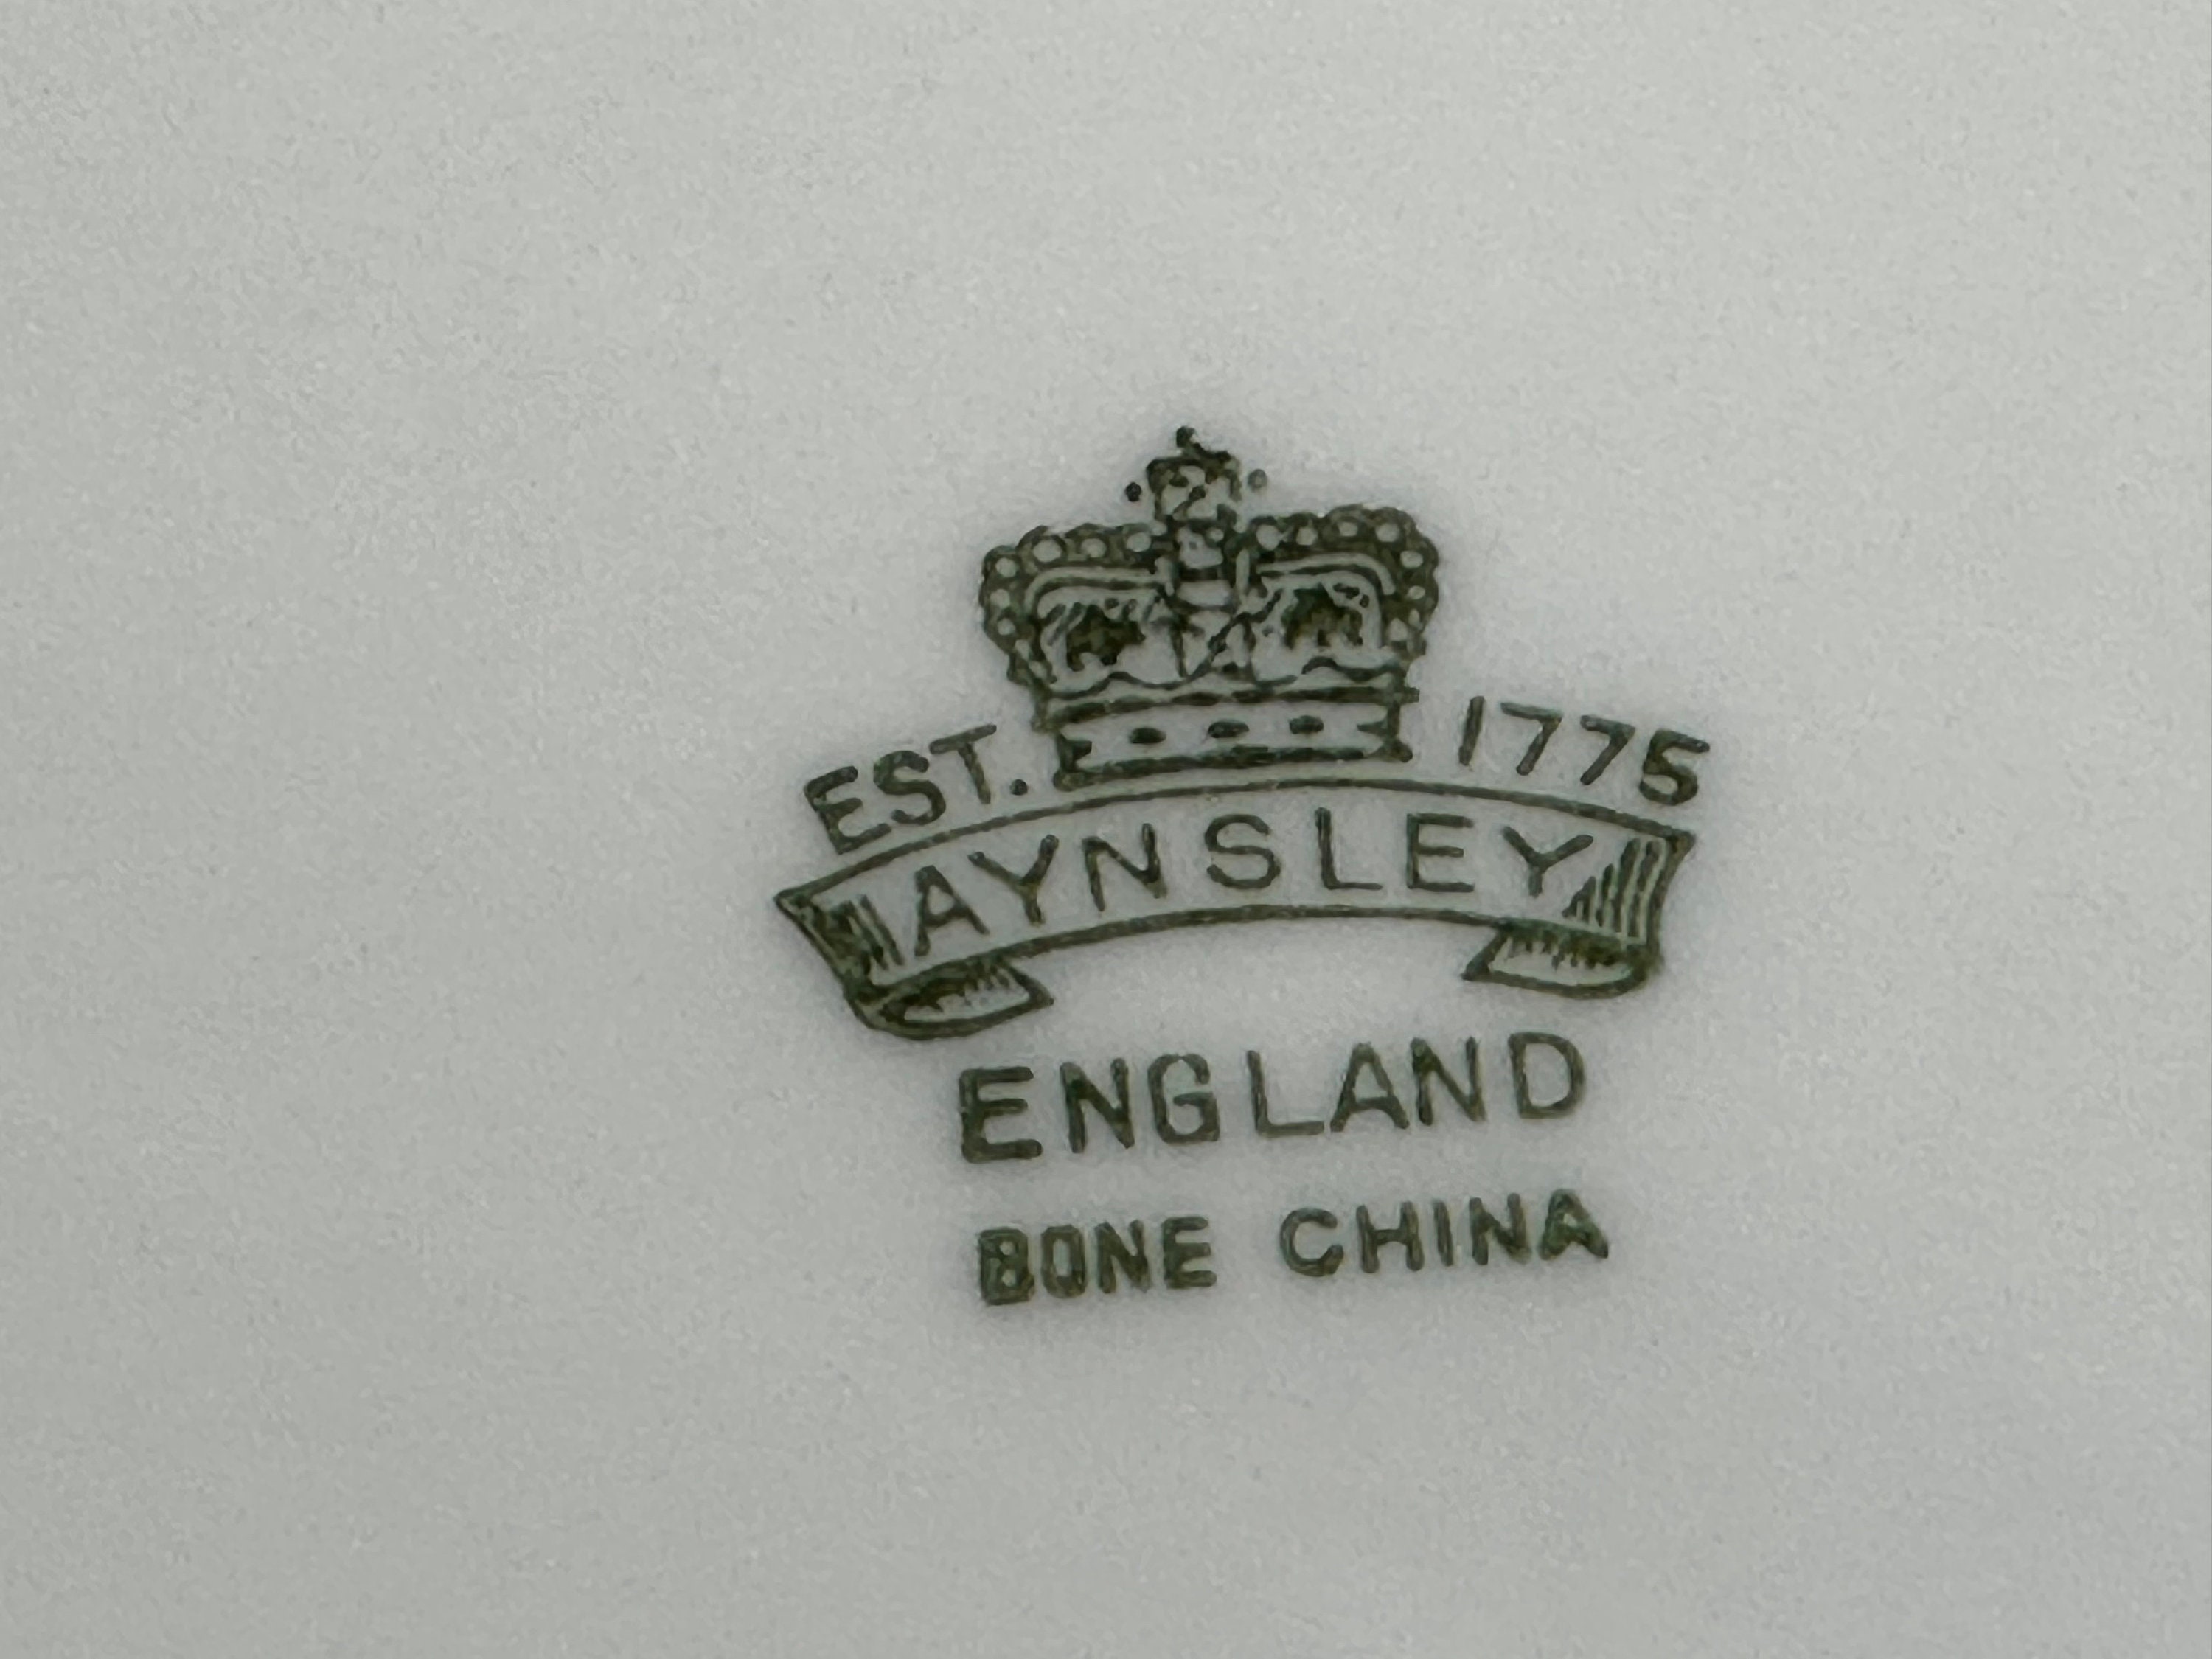 EST. 1775
AYNSLEY
ENGLAND
BONE CHINA